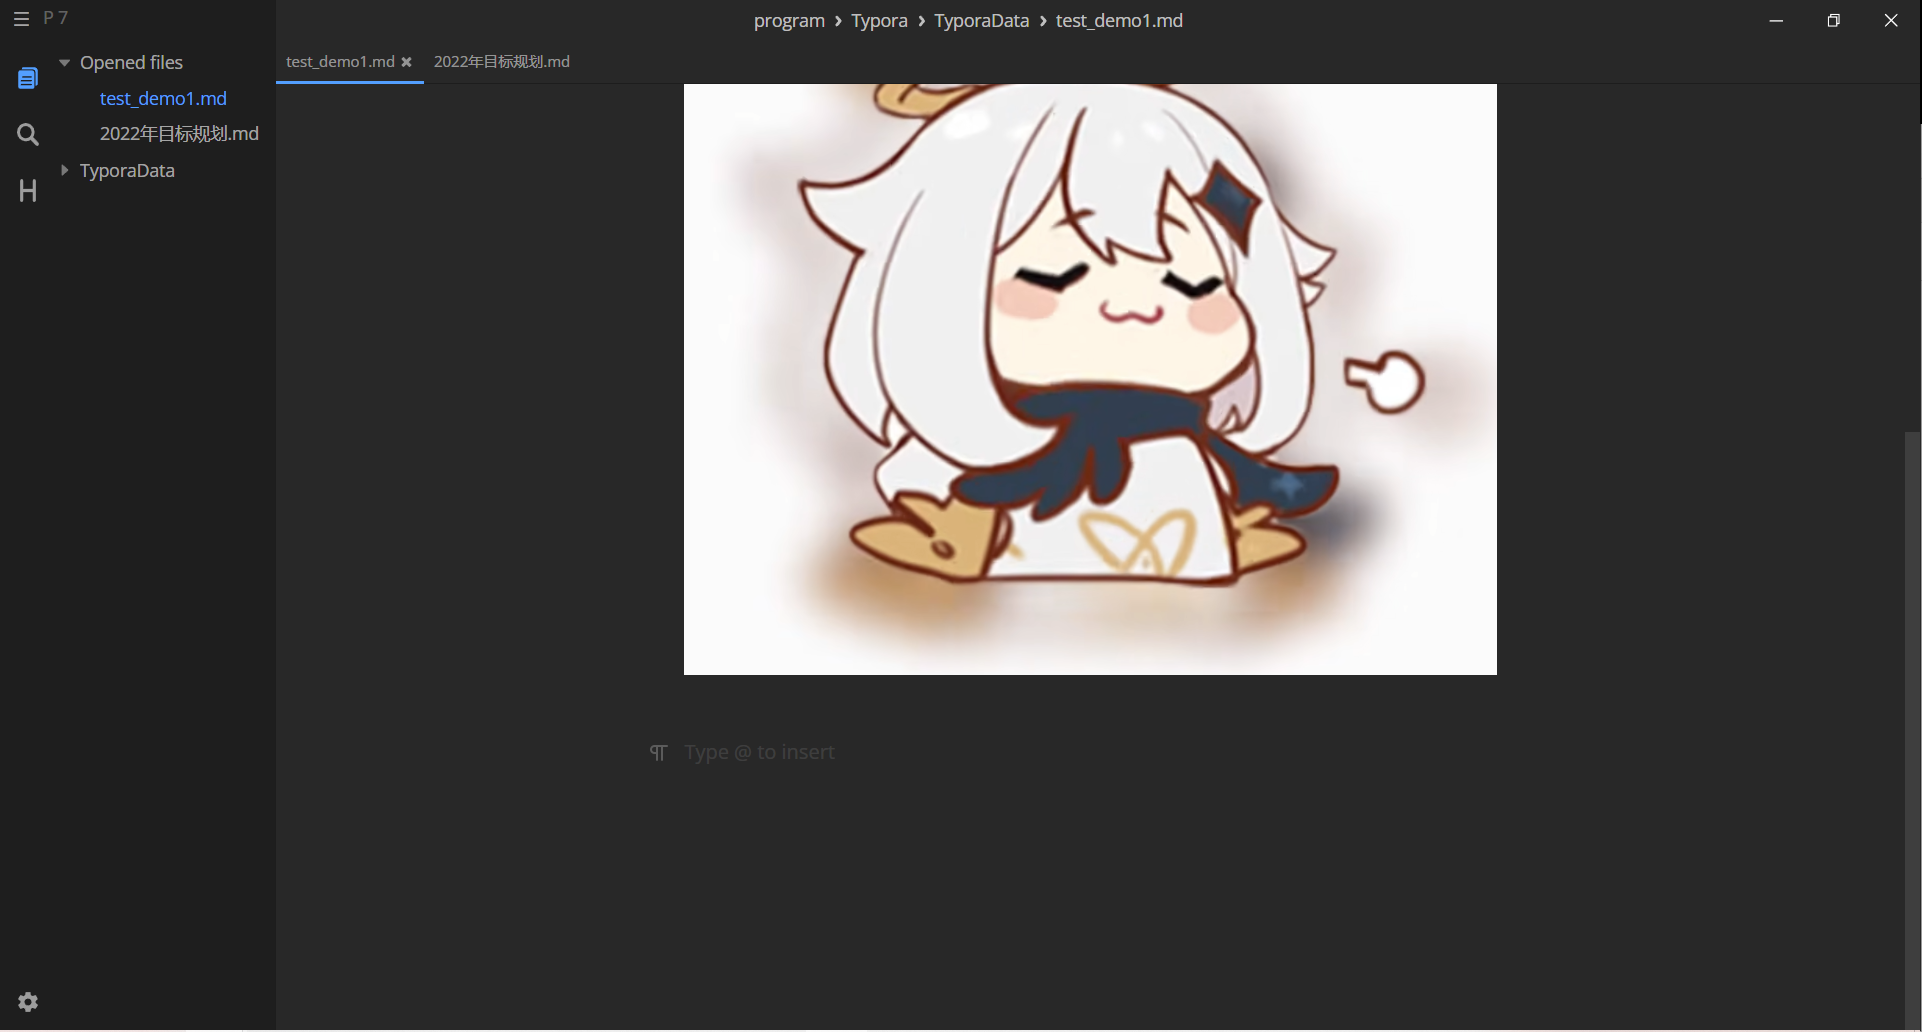 P 7
program › Typora › TyporaData › test_demo1.md
Opened files
test_demo1.md
2022年目标规划.md
TyporaData
test_demo1.md 2022年目标规划.md
Type @ to insert